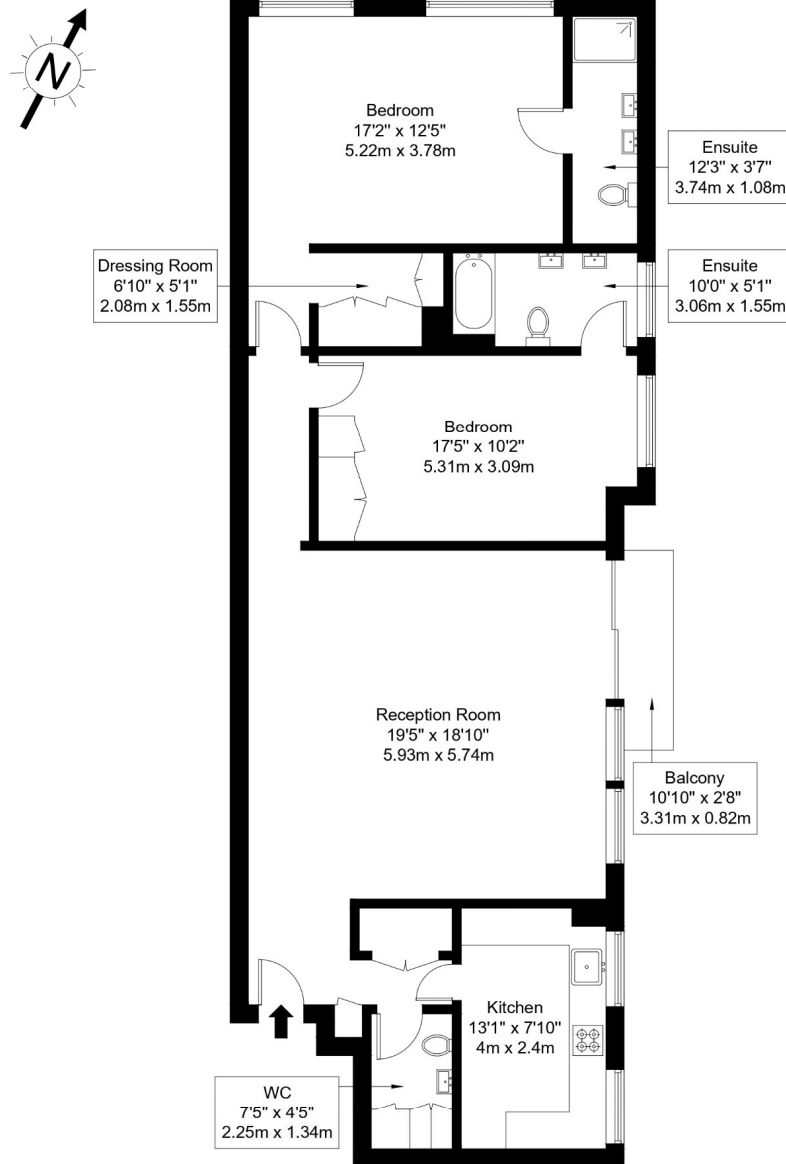 N
Bedroom
17'2" x 12'5"
5.22m x 3.78m
Ensuite
12'3" x 3'7"
3.74m x 1.08m
Dressing Room
6'10" x 5'1"
2.08m x 1.55m
Ensuite
10'0" x 5'1"
3.06m x 1.55m
Bedroom
17'5" x 10'2"
5.31m x 3.09m
Reception Room
19'5" x 18'10"
5.93m x 5.74m
Balcony
10'10" x 2'8"
3.31m x 0.82m
Kitchen
13'1" x 7'10"
4m x 2.4m
WC
7'5" x 4'5"
2.25m x 1.34m